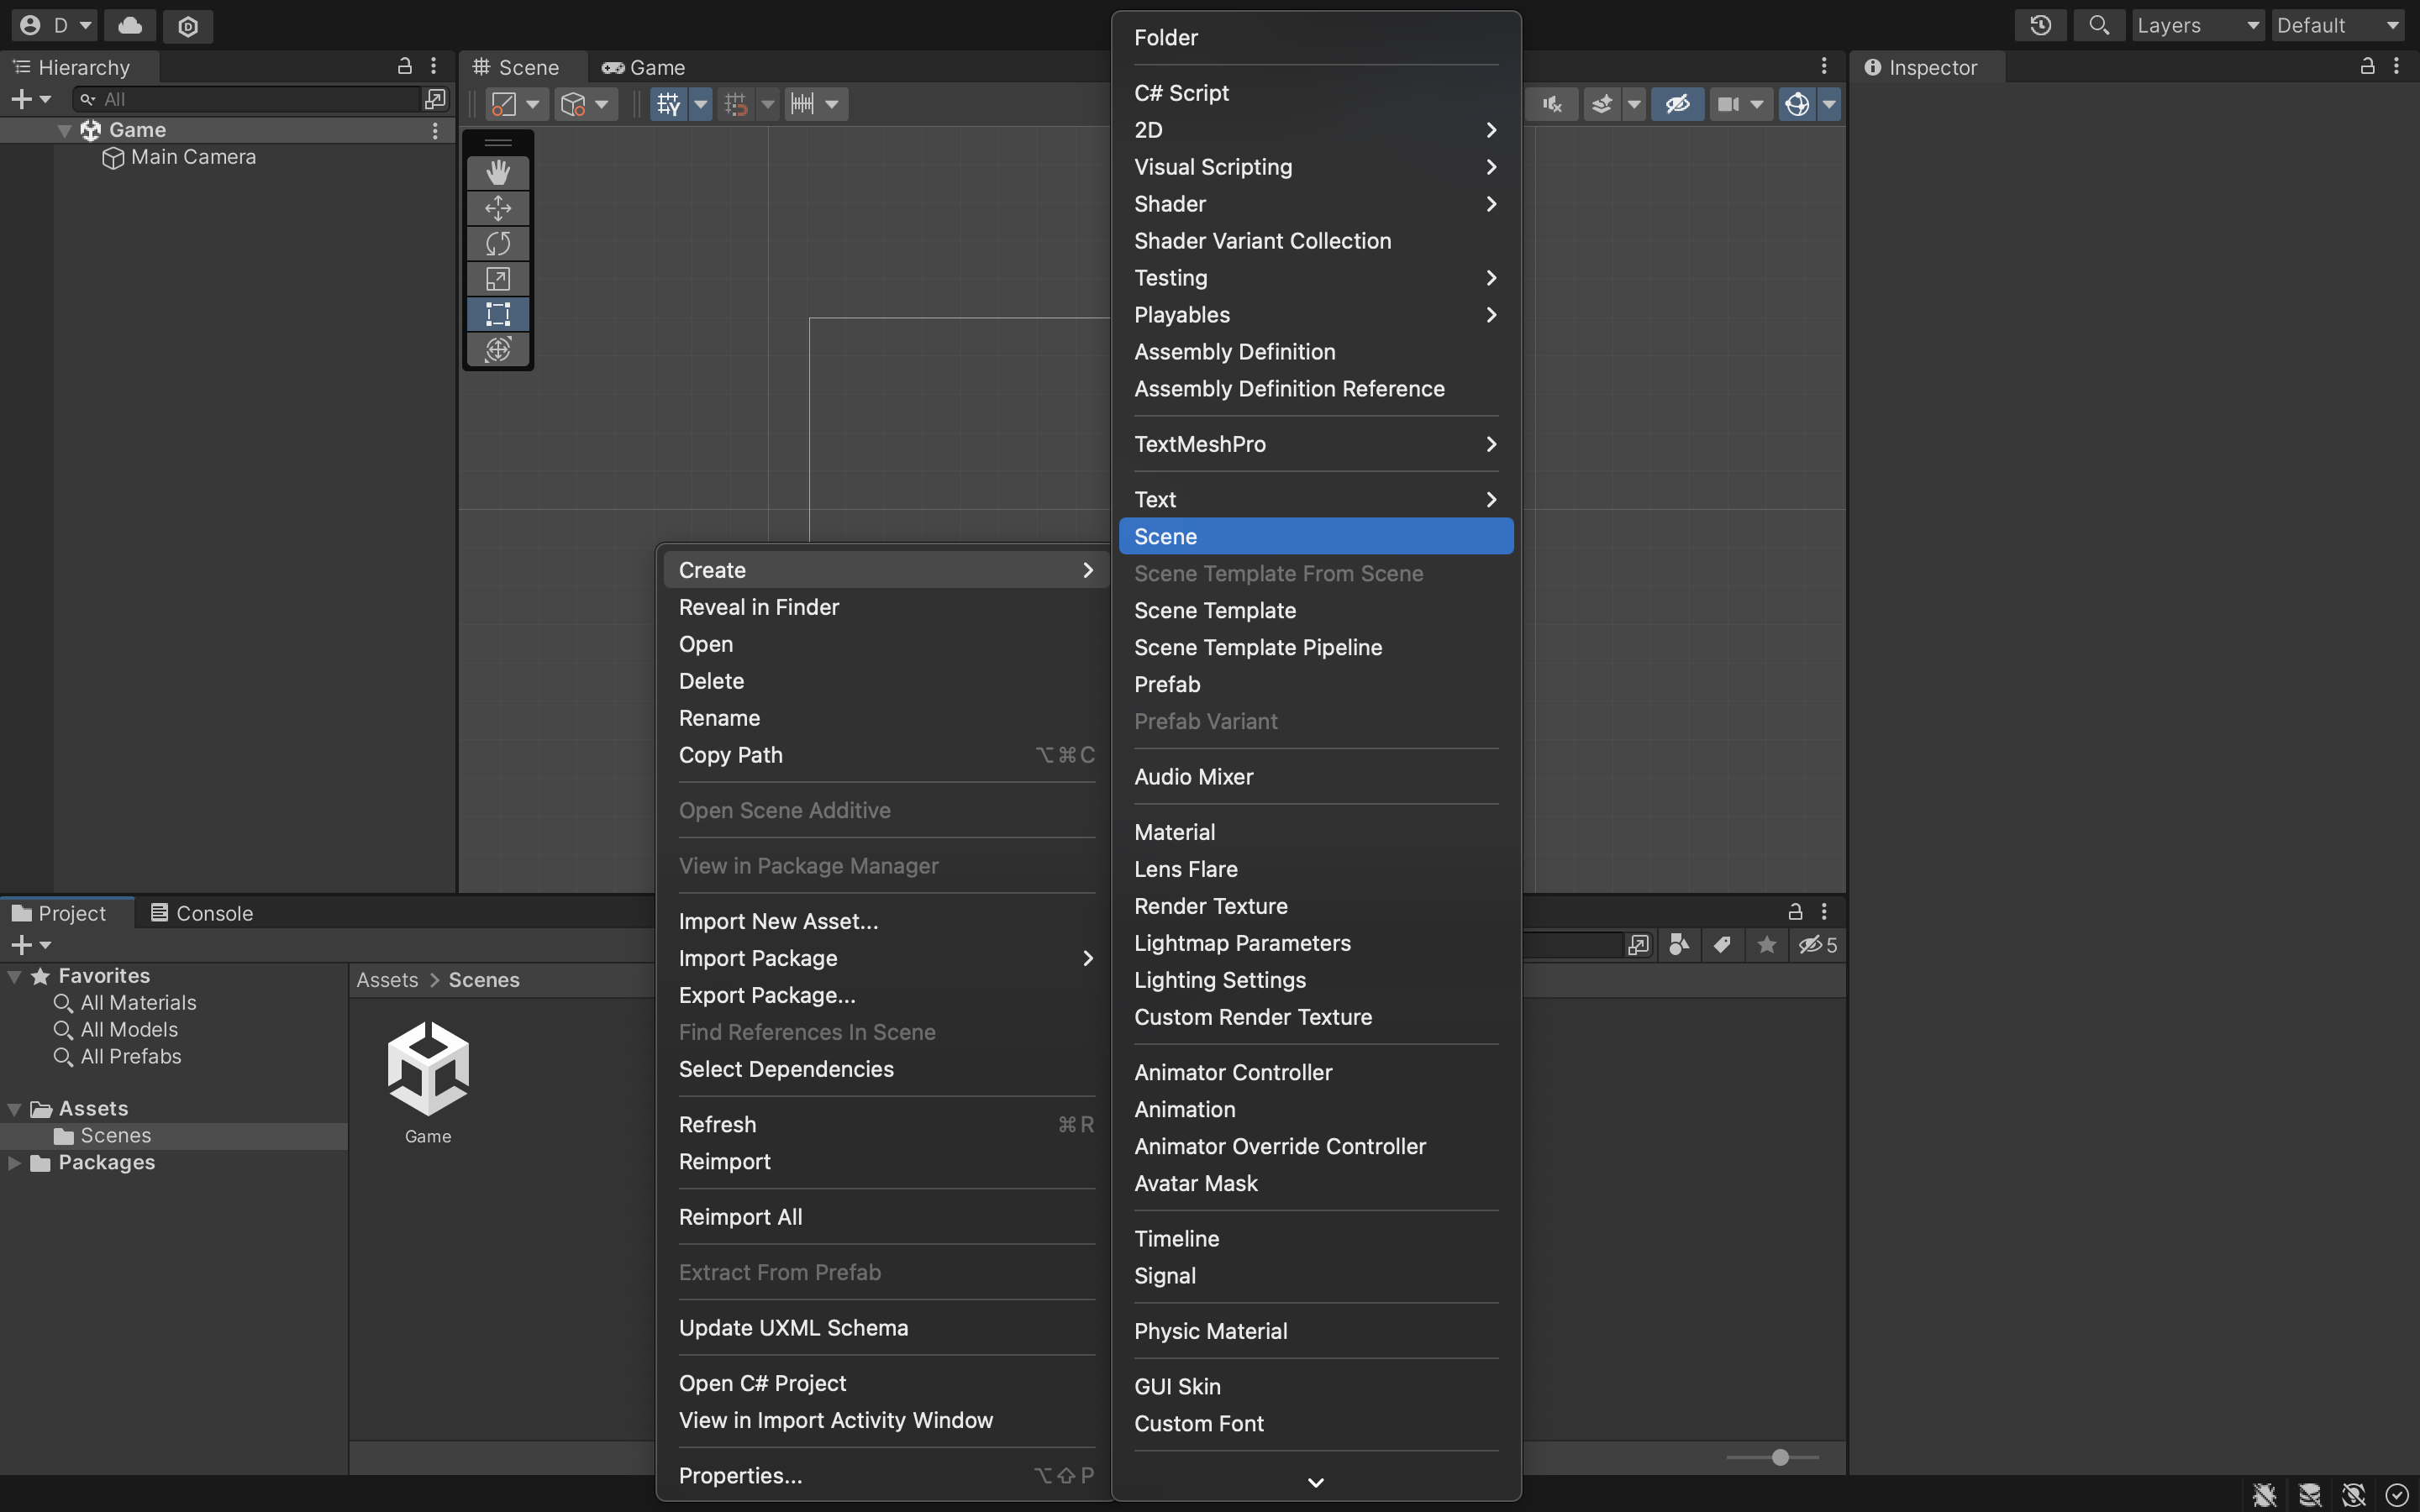 D
Layers
Default
Hierarchy
All
Game
Main Camera
Scene
Game
Inspector
Folder
C# Script
2D
Visual Scripting
Shader
Shader Variant Collection
Testing
Playables
Assembly Definition
Assembly Definition Reference
TextMeshPro
Text
Scene
Scene Template From Scene
Scene Template
Scene Template Pipeline
Prefab
Prefab Variant
Audio Mixer
Material
Lens Flare
Render Texture
Lightmap Parameters
Lighting Settings
Custom Render Texture
Animator Controller
Animation
Animator Override Controller
Avatar Mask
Timeline
Signal
Physic Material
GUI Skin
Custom Font
Create
Reveal in Finder
Open
Delete
Rename
Copy Path ⌥⌘C
Open Scene Additive
View in Package Manager
Import New Asset...
Import Package
Export Package...
Find References In Scene
Select Dependencies
Refresh ⌘R
Reimport
Reimport All
Extract From Prefab
Update UXML Schema
Open C# Project
View in Import Activity Window
Properties... ⌥⇧P
Project
Console
5
Favorites
All Materials
All Models
All Prefabs
Assets
Scenes
Packages
Assets > Scenes
Game